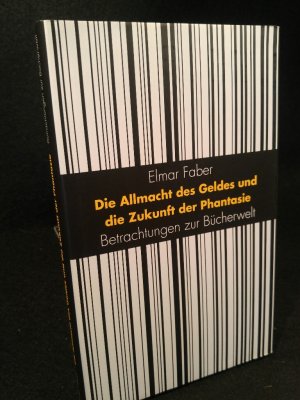 Elmar Faber
Die Allmacht des Geldes und
die Zukunft der Phantasie
Betrachtungen zur Bücherwelt